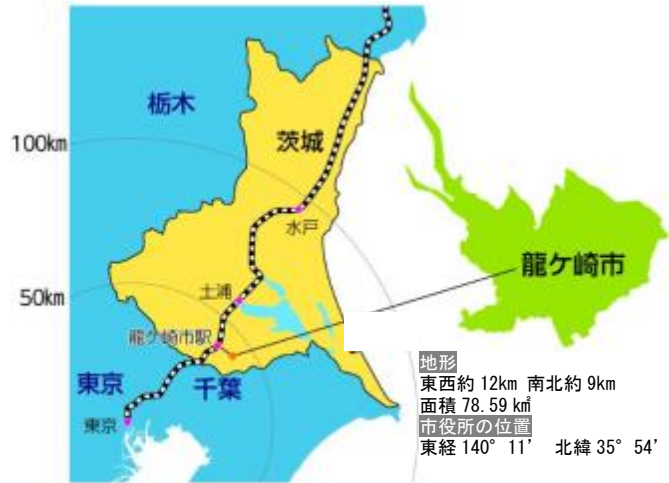 栃木
100km
茨城
水戸
龍ケ崎市
土浦
50km
龍ケ崎市駅
東京
千葉
東京
地形
東西約 12km 南北約 9km
面積 78.59 ㎢
市役所の位置
東経 140° 11’ 北緯 35° 54’